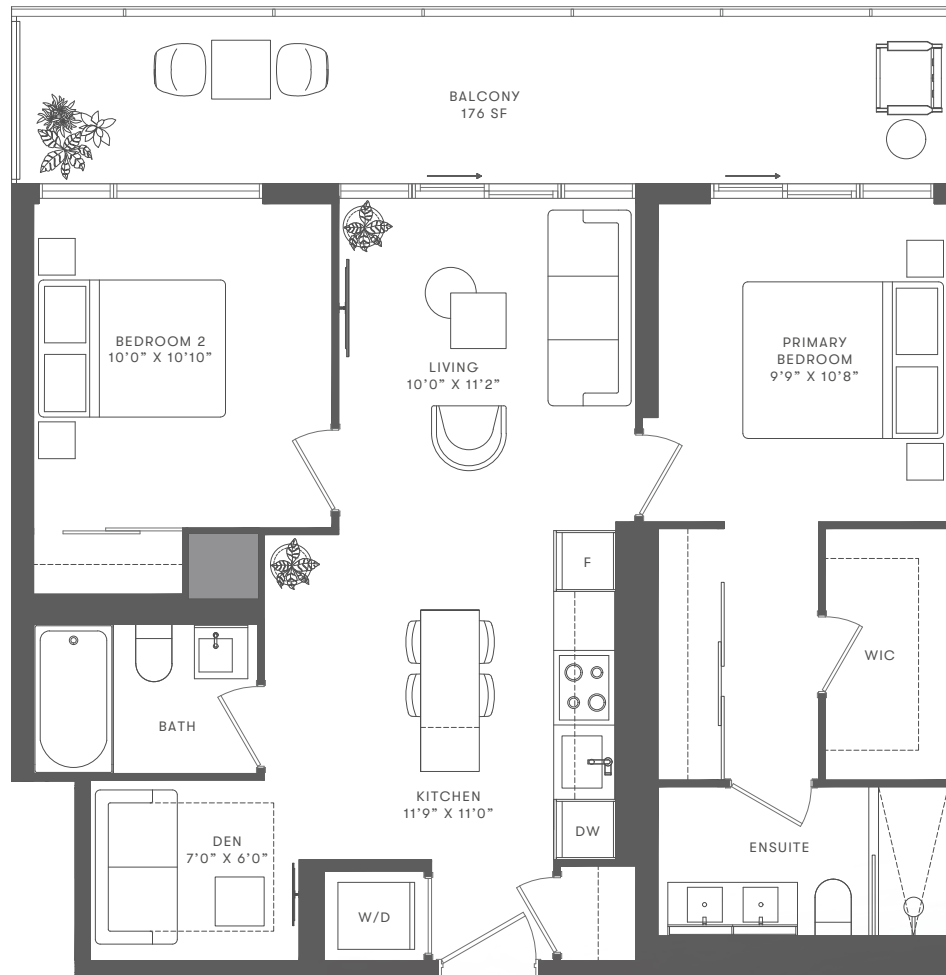 BALCONY
176 SF
BEDROOM 2
10’0” X 10’10”
LIVING
10’0” X 11’2”
PRIMARY
BEDROOM
9’9” X 10’8”
F
WIC
BATH
KITCHEN
11’9” X 11’0”
DW
DEN
7’0” X 6’0”
ENSUITE
W/D